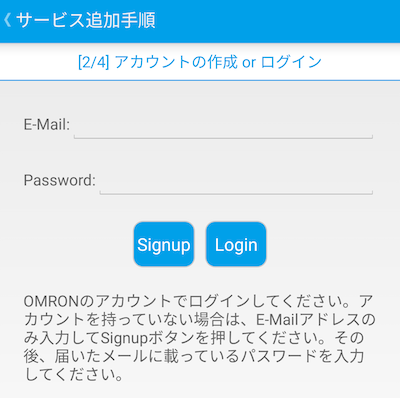 《 サービス追加手順
[2/4] アカウントの作成 or ログイン
E-Mail:
Password:
Signup Login
OMRONのアカウントでログインしてください。ア
カウントを持っていない場合は、E-Mailアドレスの
み入力してSignupボタンを押してください。その
後、届いたメールに載っているパスワードを入力
してください。